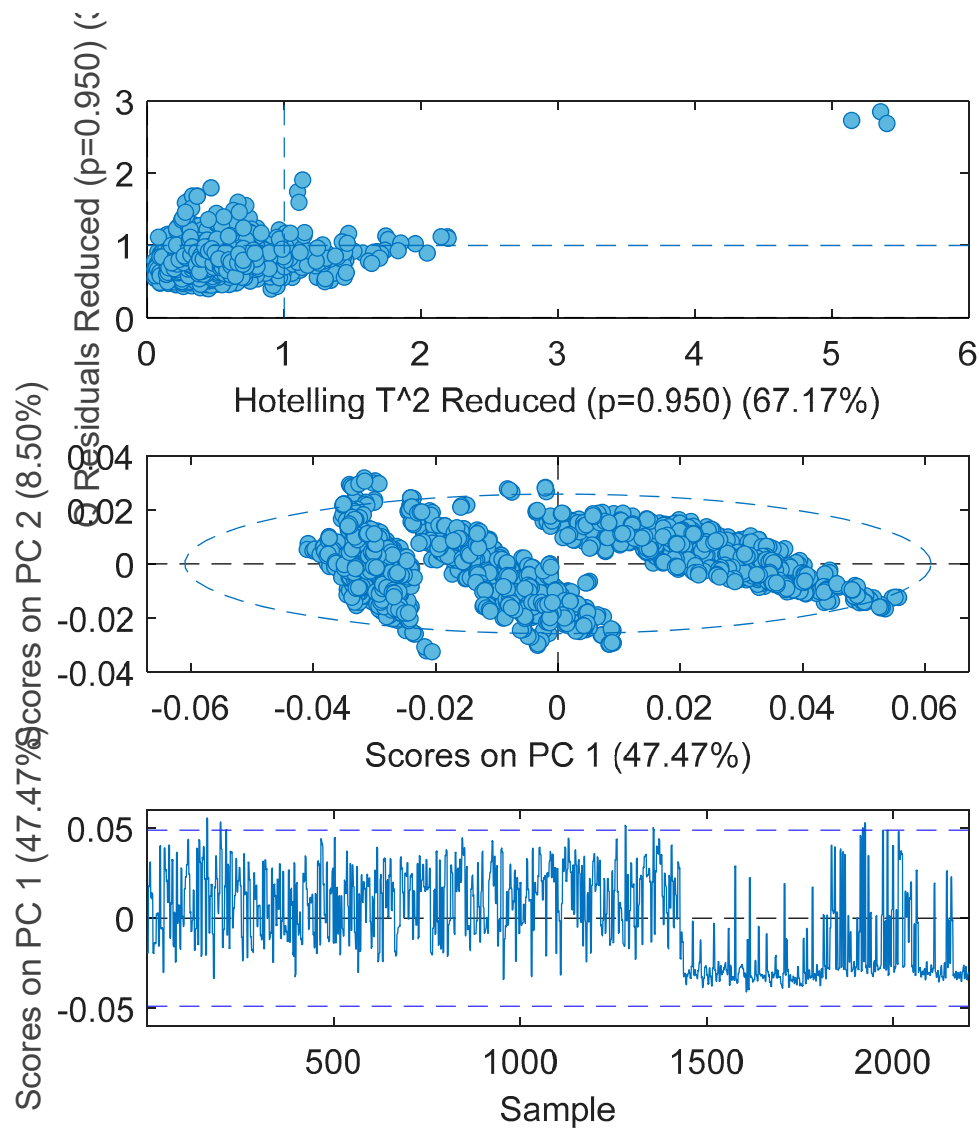 Q Residuals Reduced (p=0.950) (3
3
2
1
0
0 1 2 3 4 5 6
Hotelling T^2 Reduced (p=0.950) (67.17%)
Scores on PC 2 (8.50%)
0.04
0.02
0
-0.02
-0.04
-0.06 -0.04 -0.02 0 0.02 0.04 0.06
Scores on PC 1 (47.47%)
Scores on PC 1 (47.47%)
0.05
0
-0.05
500 1000 1500 2000
Sample